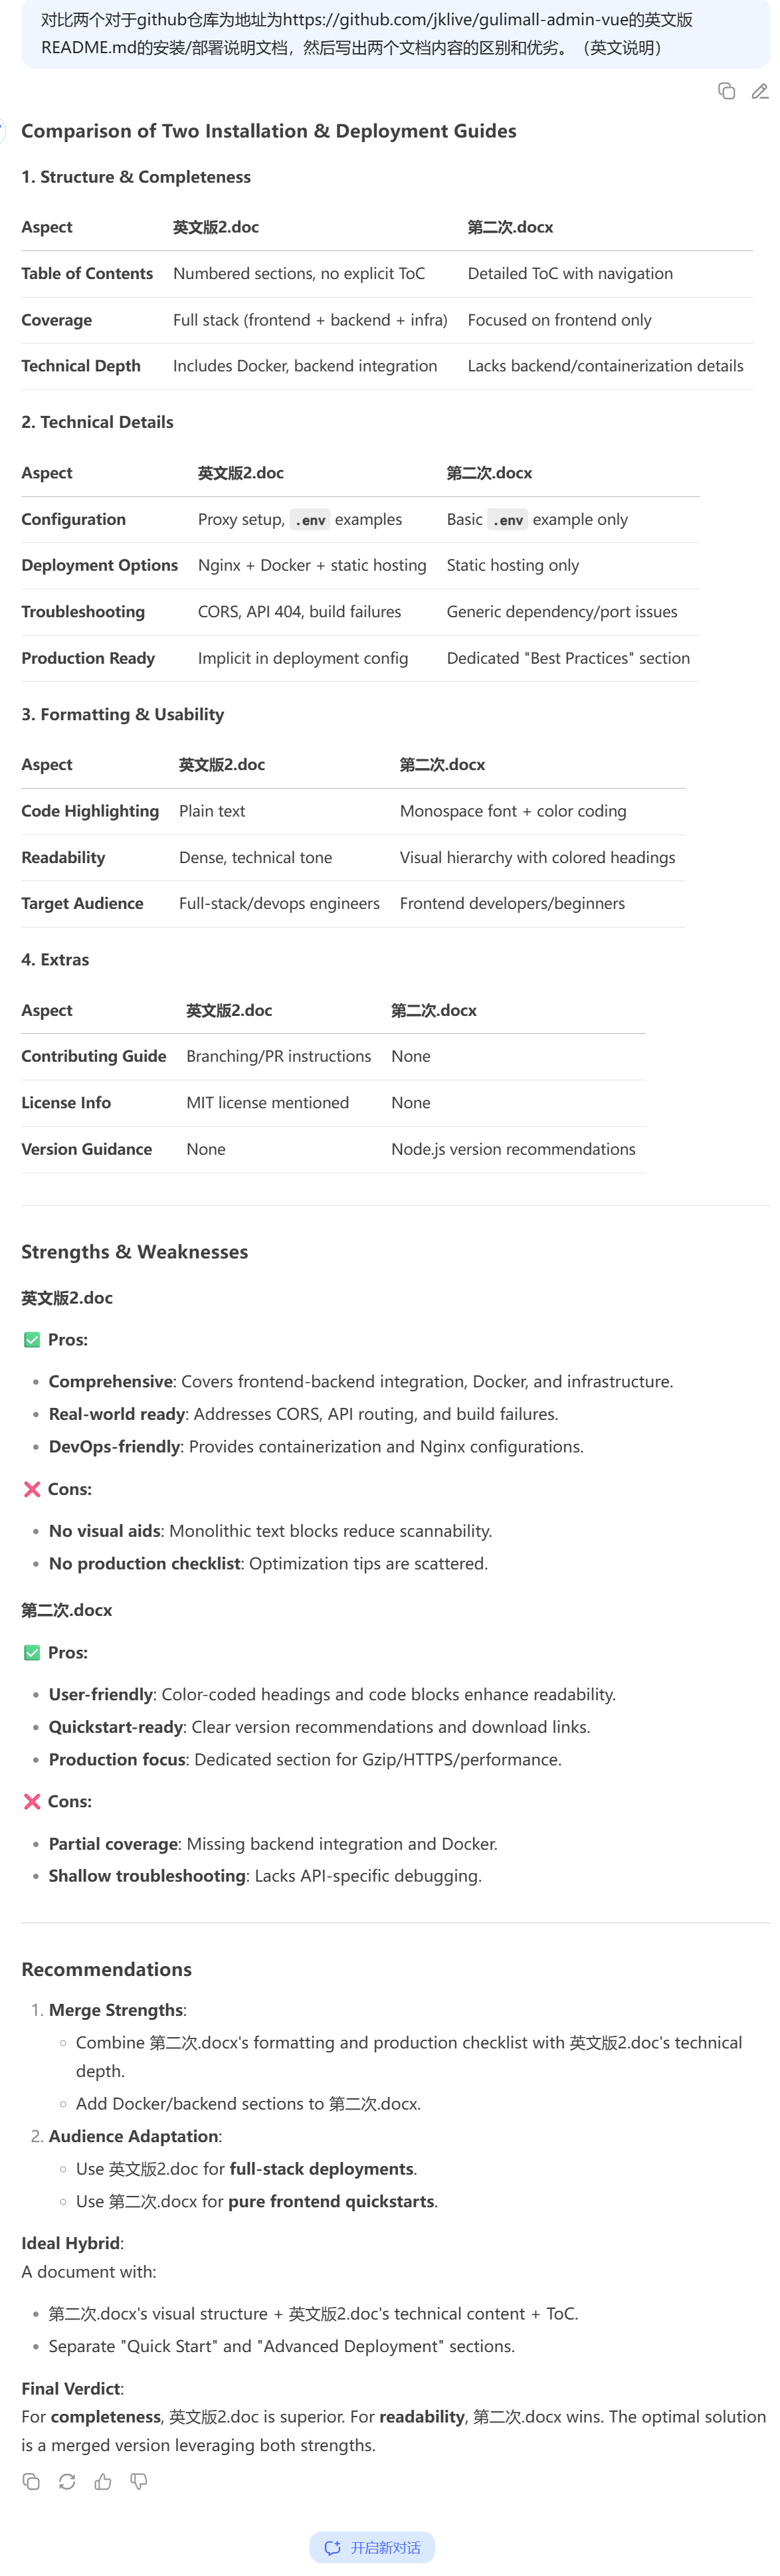 对比两个对于github仓库为地址为https://github.com/jklive/gulimall-admin-vue的英文版
README.md的安装/部署说明文档，然后写出两个文档内容的区别和优劣。（英文说明）
Comparison of Two Installation & Deployment Guides
1. Structure & Completeness
Aspect 英文版2.doc 第二次.docx
Table of Contents Numbered sections, no explicit ToC Detailed ToC with navigation
Coverage Full stack (frontend + backend + infra) Focused on frontend only
Technical Depth Includes Docker, backend integration Lacks backend/containerization details
2. Technical Details
Aspect 英文版2.doc 第二次.docx
Configuration Proxy setup, .env examples Basic .env example only
Deployment Options Nginx + Docker + static hosting Static hosting only
Troubleshooting CORS, API 404, build failures Generic dependency/port issues
Production Ready Implicit in deployment config Dedicated "Best Practices" section
3. Formatting & Usability
Aspect 英文版2.doc 第二次.docx
Code Highlighting Plain text Monospace font + color coding
Readability Dense, technical tone Visual hierarchy with colored headings
Target Audience Full-stack/devops engineers Frontend developers/beginners
4. Extras
Aspect 英文版2.doc 第二次.docx
Contributing Guide Branching/PR instructions None
License Info MIT license mentioned None
Version Guidance None Node.js version recommendations
Strengths & Weaknesses
英文版2.doc
✅ Pros:
• Comprehensive: Covers frontend-backend integration, Docker, and infrastructure.
• Real-world ready: Addresses CORS, API routing, and build failures.
• DevOps-friendly: Provides containerization and Nginx configurations.
❌ Cons:
• No visual aids: Monolithic text blocks reduce scannability.
• No production checklist: Optimization tips are scattered.
第二次.docx
✅ Pros:
• User-friendly: Color-coded headings and code blocks enhance readability.
• Quickstart-ready: Clear version recommendations and download links.
• Production focus: Dedicated section for Gzip/HTTPS/performance.
❌ Cons:
• Partial coverage: Missing backend integration and Docker.
• Shallow troubleshooting: Lacks API-specific debugging.
Recommendations
1. Merge Strengths:
◦ Combine 第二次.docx's formatting and production checklist with 英文版2.doc's technical
depth.
◦ Add Docker/backend sections to 第二次.docx.
2. Audience Adaptation:
◦ Use 英文版2.doc for full-stack deployments.
◦ Use 第二次.docx for pure frontend quickstarts.
Ideal Hybrid:
A document with:
• 第二次.docx's visual structure + 英文版2.doc's technical content + ToC.
• Separate "Quick Start" and "Advanced Deployment" sections.
Final Verdict:
For completeness, 英文版2.doc is superior. For readability, 第二次.docx wins. The optimal solution
is a merged version leveraging both strengths.
开启新对话